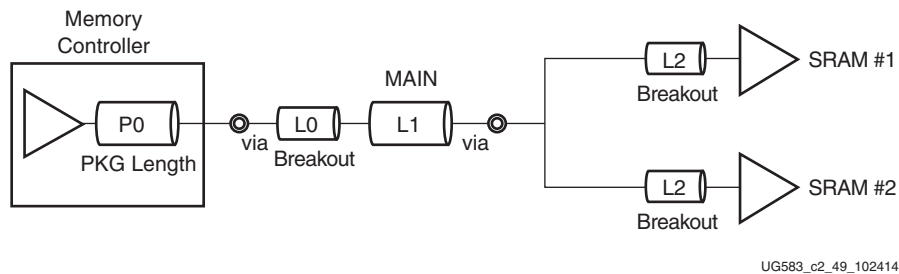 Memory
Controller
P0
PKG Length
via
L0
Breakout
MAIN
L1
via
L2
Breakout
SRAM #1
L2
Breakout
SRAM #2
UG583_c2_49_102414